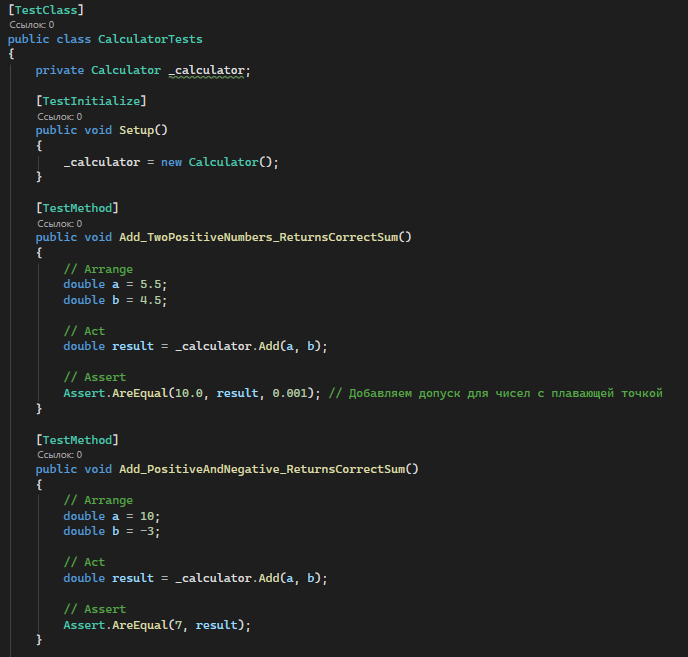 [TestClass]
Ссылок: 0
public class CalculatorTests
{
    private Calculator _calculator;

    [TestInitialize]
    Ссылок: 0
    public void Setup()
    {
        _calculator = new Calculator();
    }

    [TestMethod]
    Ссылок: 0
    public void Add_TwoPositiveNumbers_ReturnsCorrectSum()
    {
        // Arrange
        double a = 5.5;
        double b = 4.5;

        // Act
        double result = _calculator.Add(a, b);

        // Assert
        Assert.AreEqual(10.0, result, 0.001); // Добавляем допуск для чисел с плавающей точкой
    }

    [TestMethod]
    Ссылок: 0
    public void Add_PositiveAndNegative_ReturnsCorrectSum()
    {
        // Arrange
        double a = 10;
        double b = -3;

        // Act
        double result = _calculator.Add(a, b);

        // Assert
        Assert.AreEqual(7, result);
    }